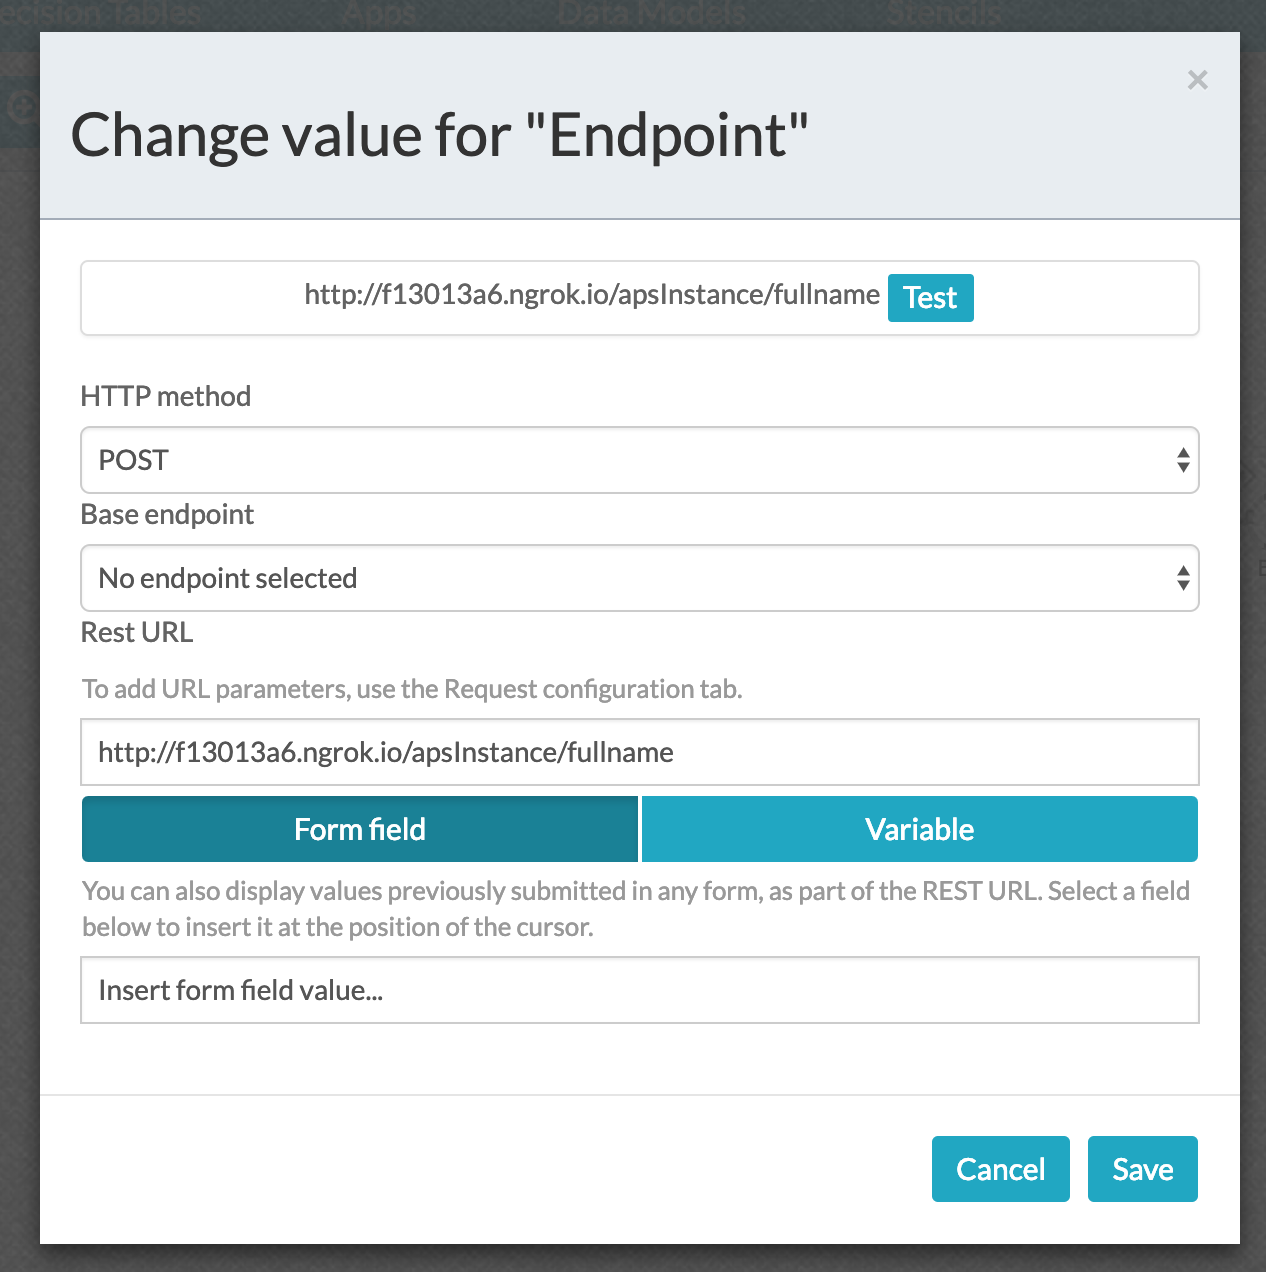 ecision Tables Apps Data Models Stencils
×
Change value for "Endpoint"
http://f13013a6.ngrok.io/apsInstance/fullname Test
HTTP method
POST
Base endpoint
No endpoint selected
Rest URL
To add URL parameters, use the Request configuration tab.
http://f13013a6.ngrok.io/apsInstance/fullname
Form field Variable
You can also display values previously submitted in any form, as part of the REST URL. Select a field
below to insert it at the position of the cursor.
Insert form field value...
Cancel Save